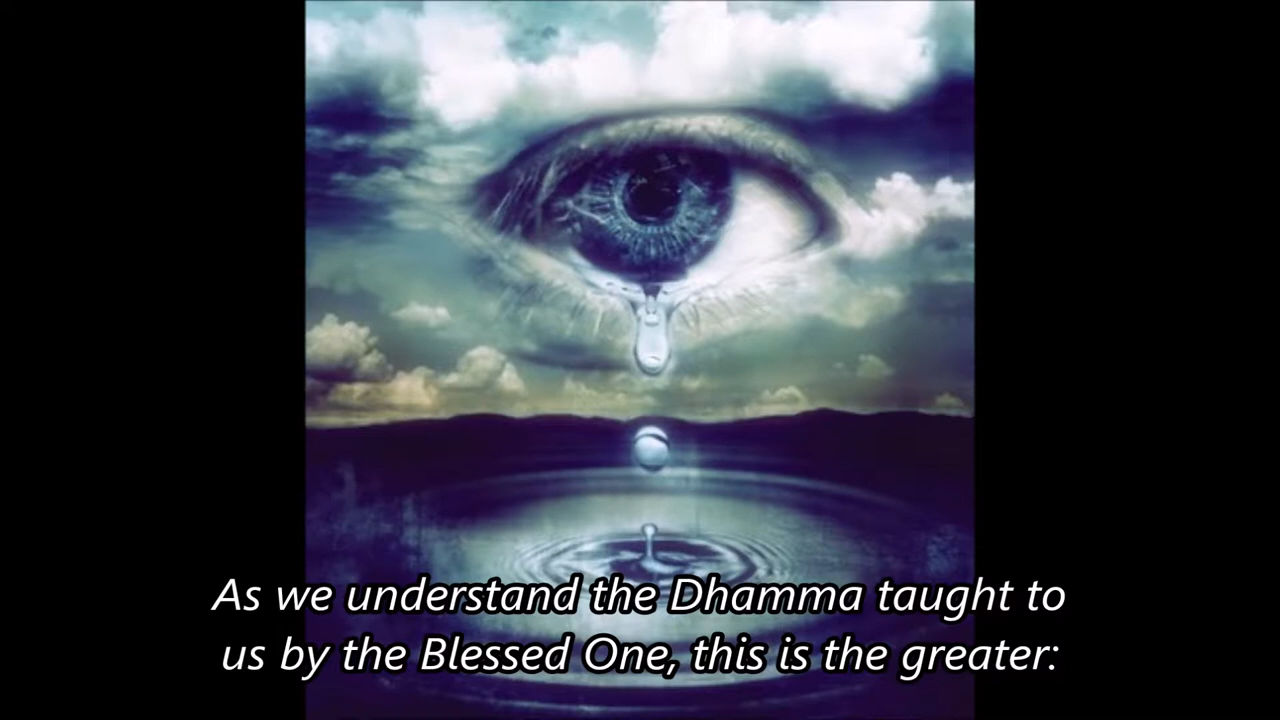 As we understand the Dhamma taught to
us by the Blessed One, this is the greater: